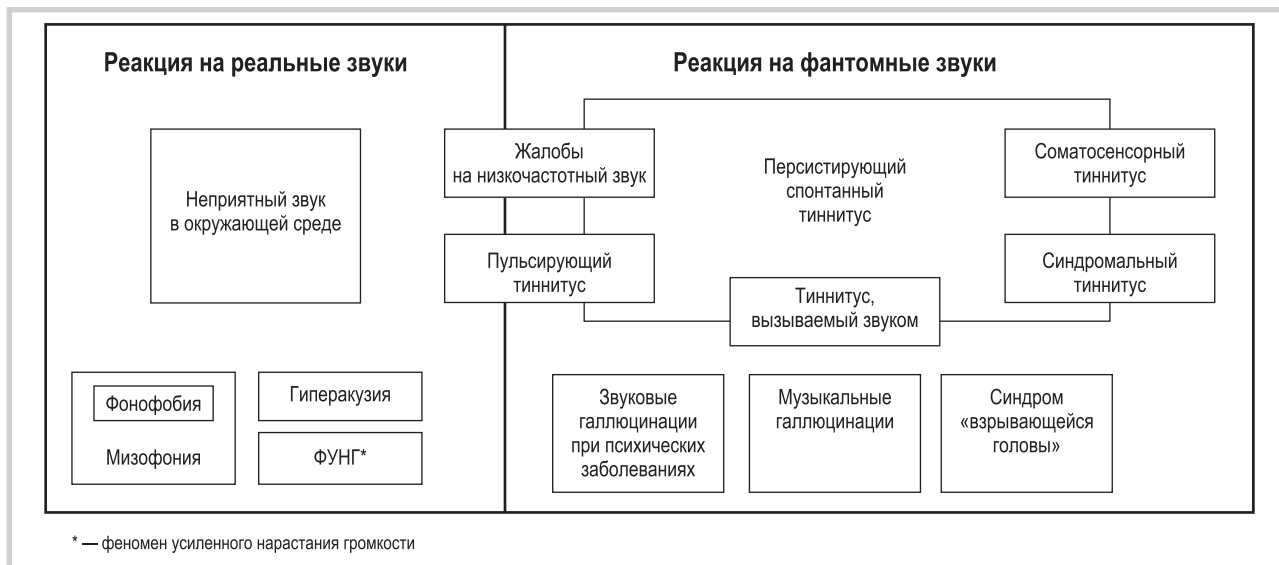 Реакция на реальные звуки
Реакция на фантомные звуки
Неприятный звук
в окружающей среде
Жалобы
на низкочастотный звук
Пульсирующий
тиннитус
Персистирующий
спонтанный
тиннитус
Соматосенсорный
тиннитус
Синдромальный
тиннитус
Тиннитус,
вызываемый звуком
Фонофобия
Мизофония
Гиперакузия
ФУНГ*
Звуковые
галлюцинации
при психических
заболеваниях
Музыкальные
галлюцинации
Синдром
«взрывающейся
головы»
* — феномен усиленного нарастания громкости